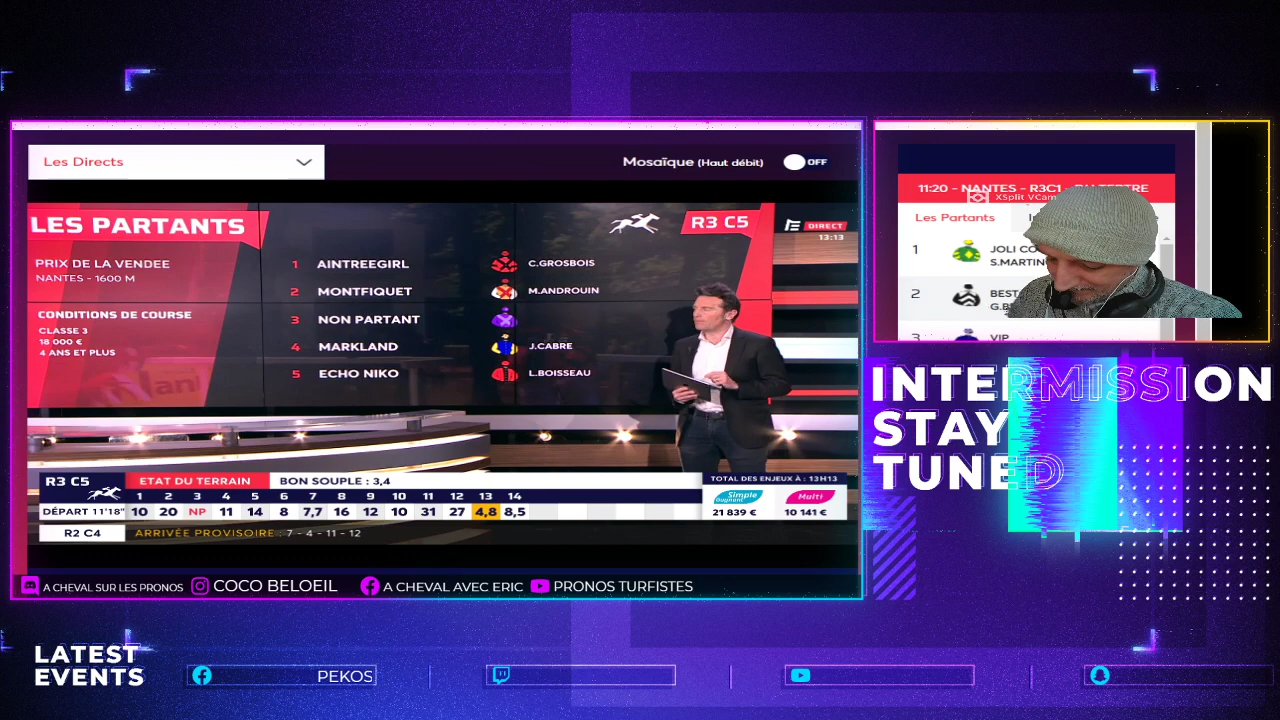 Les Directs
Mosaïque (Haut débit)
OFF
LES PARTANTS
R3 C5
DIRECT
13:13
PRIX DE LA VENDEE
NANTES - 1600 M
CONDITIONS DE COURSE
CLASSE 3
18 000 €
4 ANS ET PLUS
1 AINTREEGIRL C.GROSBOIS
2 MONTFIQUET M.ANDROUIN
3 NON PARTANT
4 MARKLAND J.CABRE
5 ECHO NIKO L.BOISSEAU
R3 C5
ETAT DU TERRAIN
BON SOUPLE : 3,4
TOTAL DES ENJEUX À : 13H13
1 2 3 4 5 6 7 8 9 10 11 12 13 14
DÉPART 11'18" 10 20 NP 11 14 8 7,7 16 12 10 31 27 4,8 8,5
Simple Gagnant
21 839 €
Multi
10 141 €
R2 C4
ARRIVÉE PROVISOIRE : 7 - 4 - 11 - 12
A CHEVAL SUR LES PRONOS
COCO BELOEIL
A CHEVAL AVEC ERIC
PRONOS TURFISTES
11:20 - NANTES - R3C1 -
XSplit VCam
Les Partants
1 JOLI
S.MARTIN
2 BEST
3 VIP
INTERMISSION
STAY
TUNED
LATEST
EVENTS
PEKOS